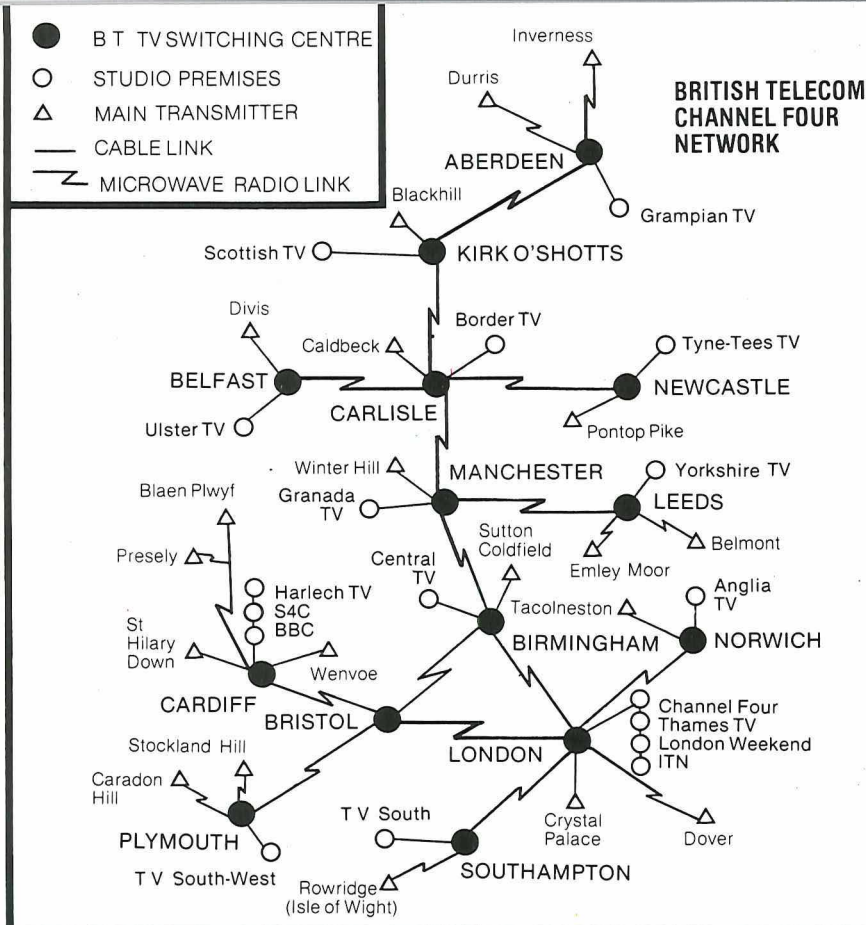 B T TV SWITCHING CENTRE
STUDIO PREMISES
MAIN TRANSMITTER
CABLE LINK
MICROWAVE RADIO LINK
BRITISH TELECOM
CHANNEL FOUR
NETWORK
Inverness
Durris
ABERDEEN
Grampian TV
Blackhill
Scottish TV
KIRK O'SHOTTS
Divis
Caldbeck
Border TV
Tyne-Tees TV
BELFAST
CARLISLE
NEWCASTLE
Ulster TV
Pontop Pike
Winter Hill
MANCHESTER
Yorkshire TV
Granada
TV
LEEDS
Blaen Plwyf
Presely
Sutton
Coldfield
Emley Moor
Belmont
Central
TV
Harlech TV
S4C
BBC
St
Hilary
Down
Wenvoe
CARDIFF
Tacolneston
Anglia
TV
BIRMINGHAM
NORWICH
BRISTOL
LONDON
Channel Four
Thames TV
London Weekend
ITN
Stockland Hill
Caradon
Hill
PLYMOUTH
T V South-West
T V South
SOUTHAMPTON
Rowridge
(Isle of Wight)
Crystal
Palace
Dover